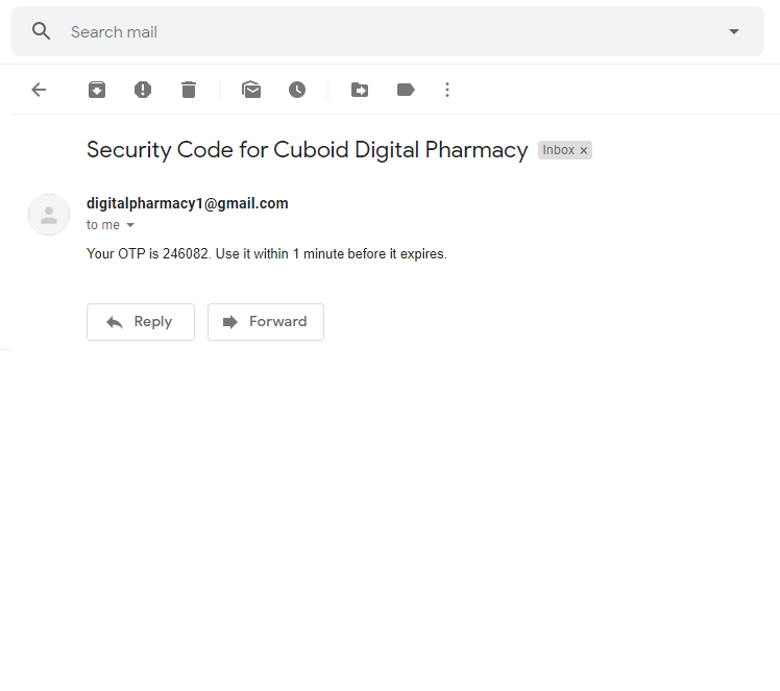 Search mail
Security Code for Cuboid Digital Pharmacy Inbox ×
digitalpharmacy1@gmail.com
to me
Your OTP is 246082. Use it within 1 minute before it expires.
Reply Forward